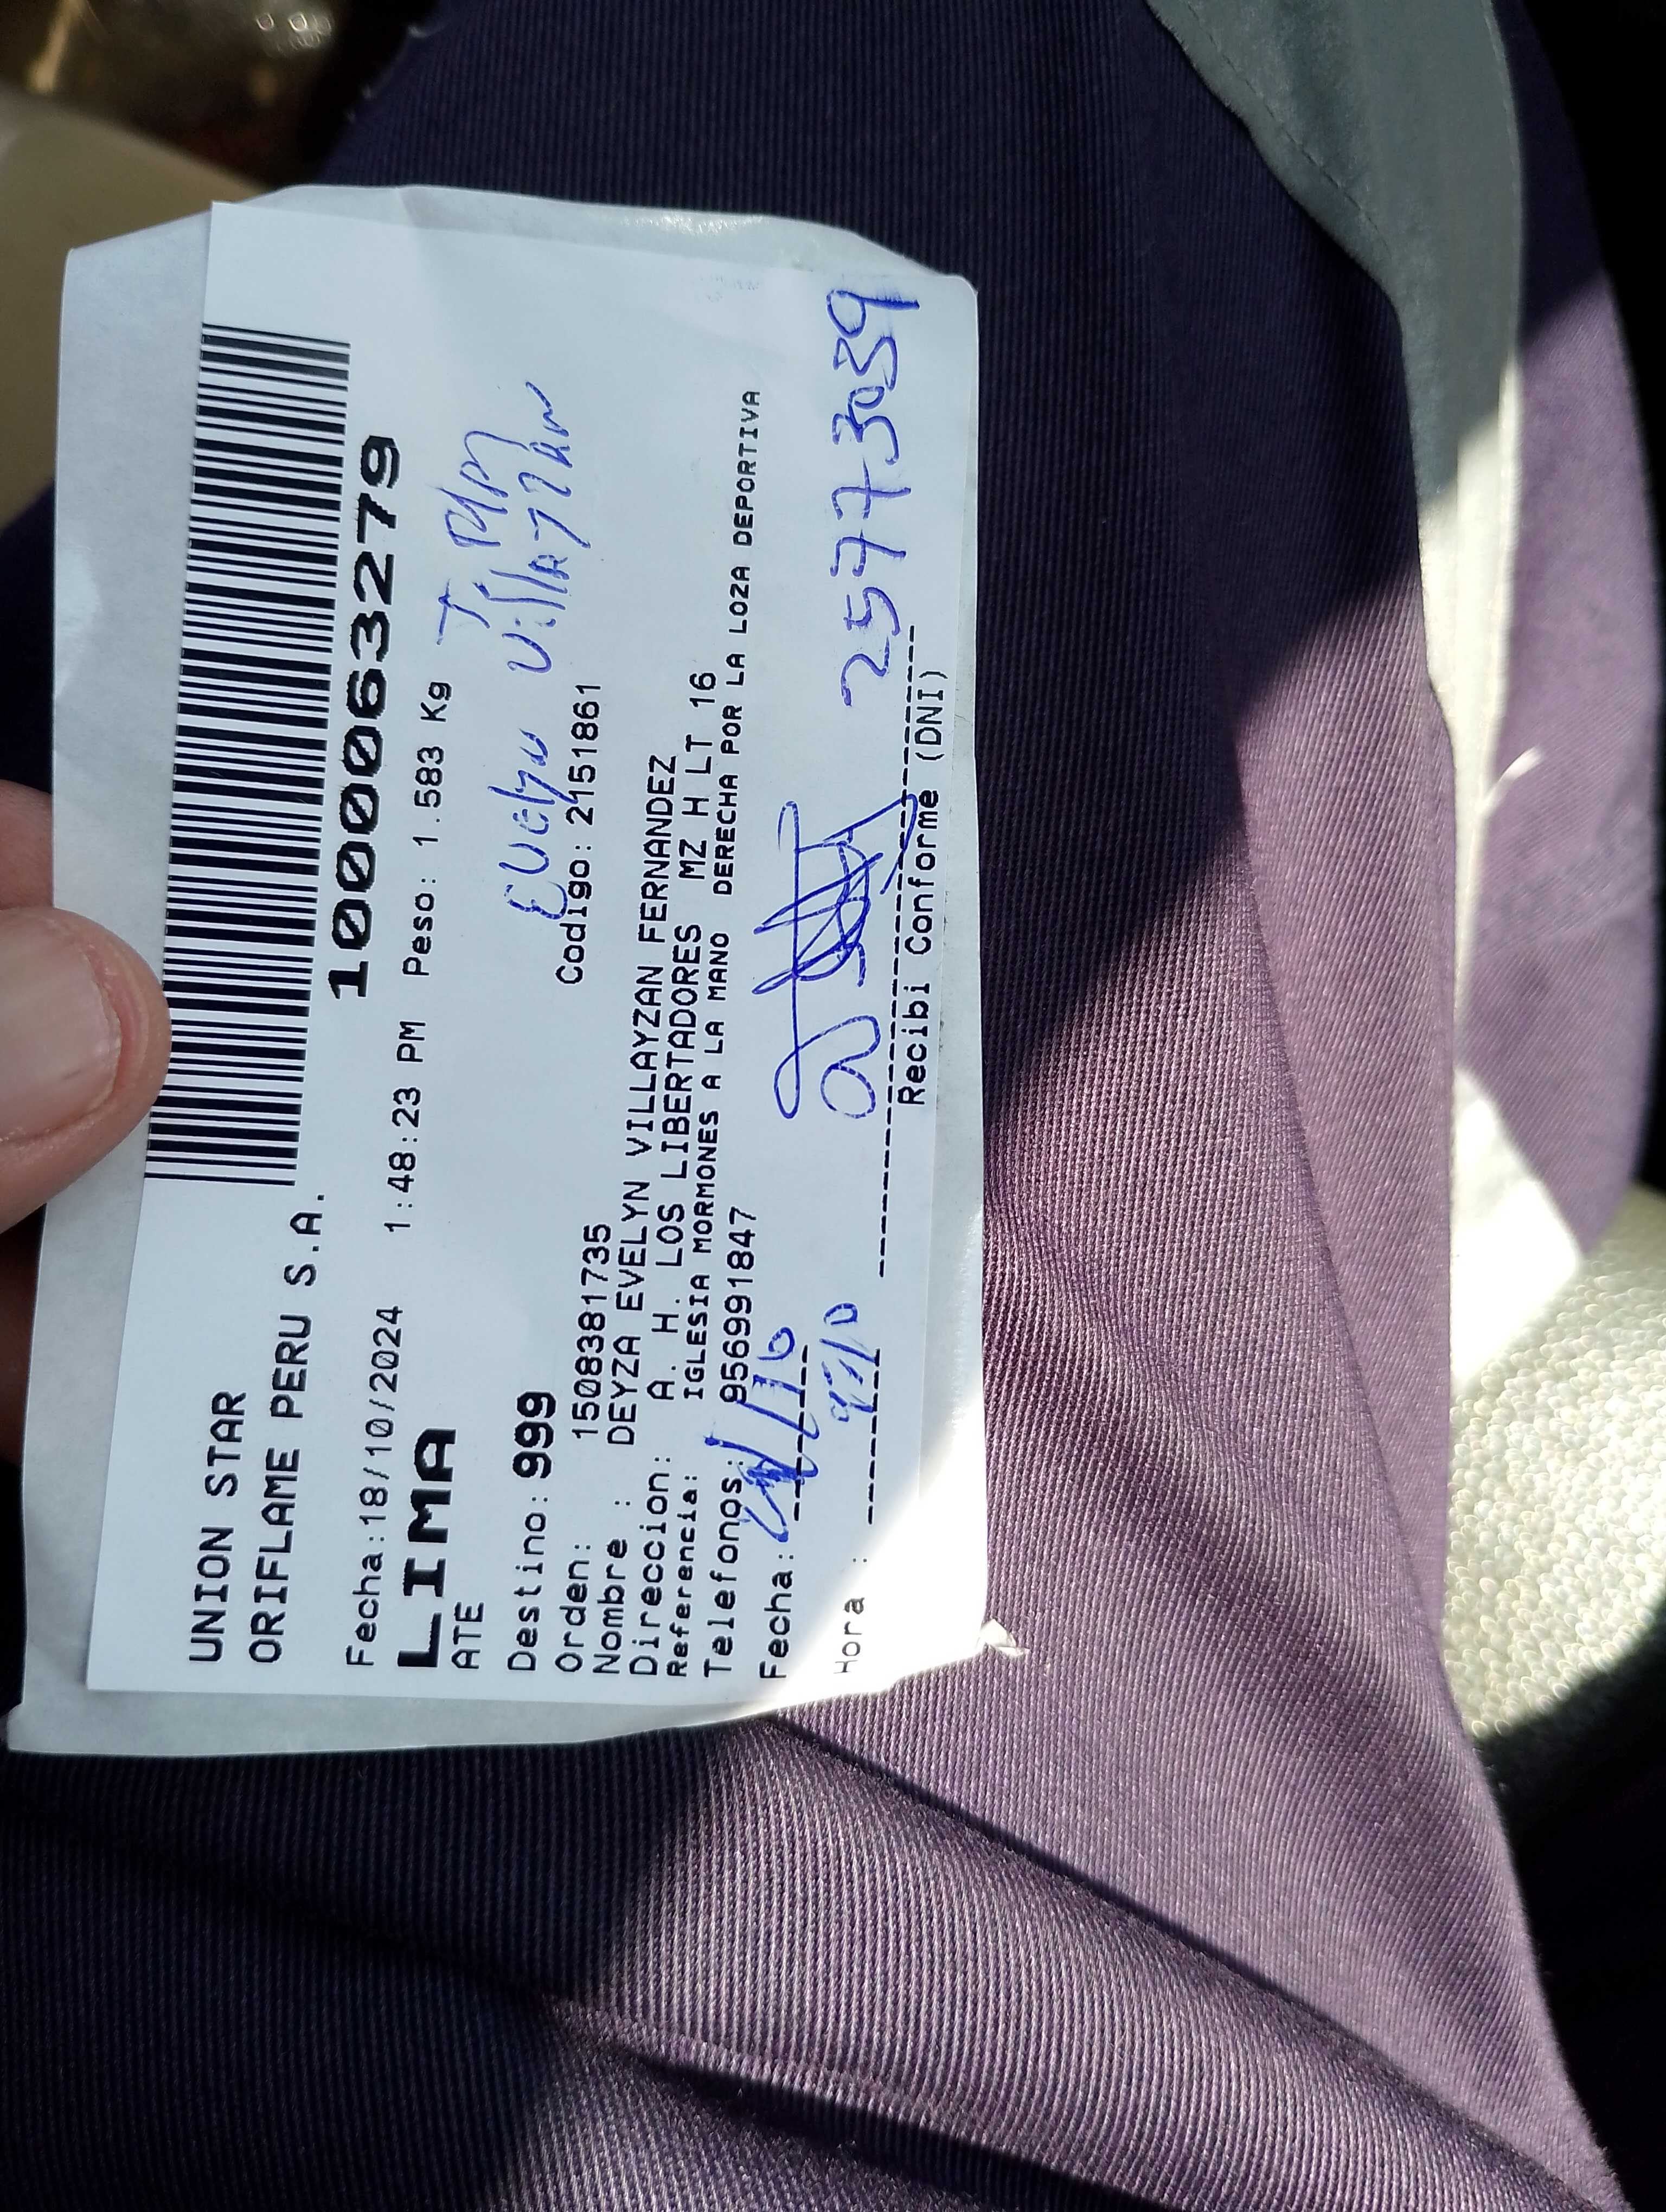 UNION STAR
ORIFLAME PERU S.A.
1000063279
Fecha:18/10/2024 1:48:23 PM Peso: 1.583 Kg
LIMA
ATE
Evelyn Villayzan
Destino: 999 Codigo: 2151861
Orden: 1508381735
Nombre : DEYZA EVELYN VILLAYZAN FERNANDEZ
Direccion: A. H. LOS LIBERTADORES MZ H LT 16
Referencia: IGLESIA MORMONES A LA MANO DERECHA POR LA LOZA DEPORTIVA
Telefonos: 956991847
Fecha:
Hora : 25773039
Recibi Conforme (DNI)